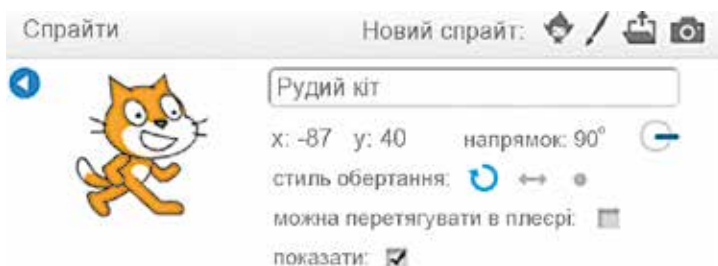 Спрайти Новий спрайт:
Рудий кіт
x: -87 y: 40 напрямок: 90°
стиль обертання:
можна перетягувати в плеєрі:
показати: